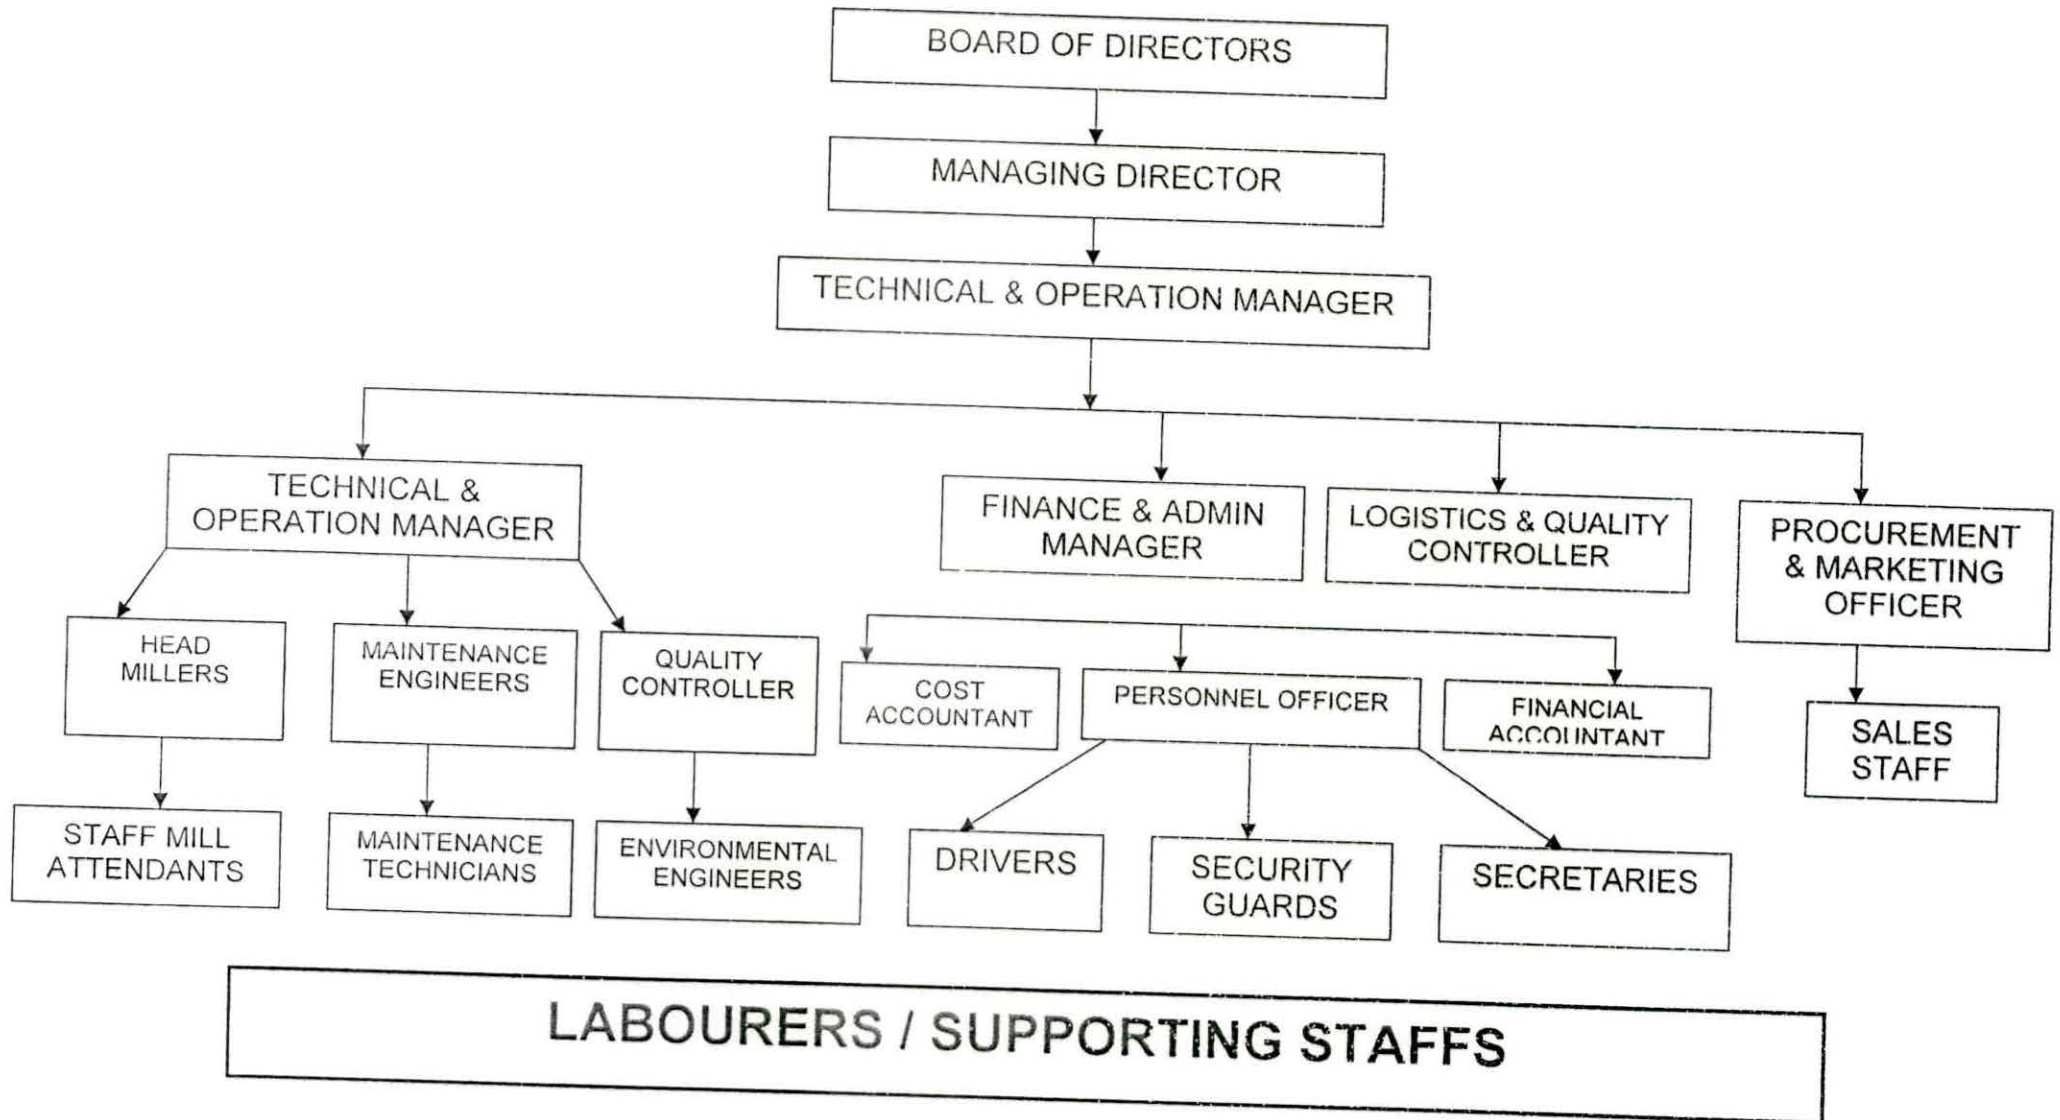 BOARD OF DIRECTORS
MANAGING DIRECTOR
TECHNICAL & OPERATION MANAGER
TECHNICAL &
OPERATION MANAGER
FINANCE & ADMIN
MANAGER
LOGISTICS & QUALITY
CONTROLLER
PROCUREMENT
& MARKETING
OFFICER
HEAD
MILLERS
MAINTENANCE
ENGINEERS
QUALITY
CONTROLLER
COST
ACCOUNTANT
PERSONNEL OFFICER
FINANCIAL
ACCOUNTANT
SALES
STAFF
STAFF MILL
ATTENDANTS
MAINTENANCE
TECHNICIANS
ENVIRONMENTAL
ENGINEERS
DRIVERS
SECURITY
GUARDS
SECRETARIES
LABOURERS / SUPPORTING STAFFS